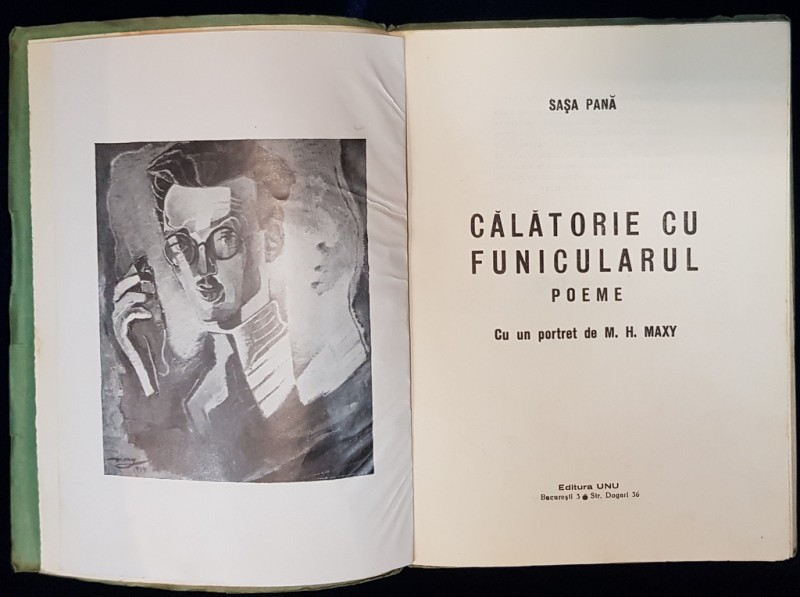 SAŞA PANĂ
CĂLĂTORIE CU
FUNICULARUL
POEME
Cu un portret de M. H. MAXY
Editura UNU
Bucureşti 3 Str. Dogari 36